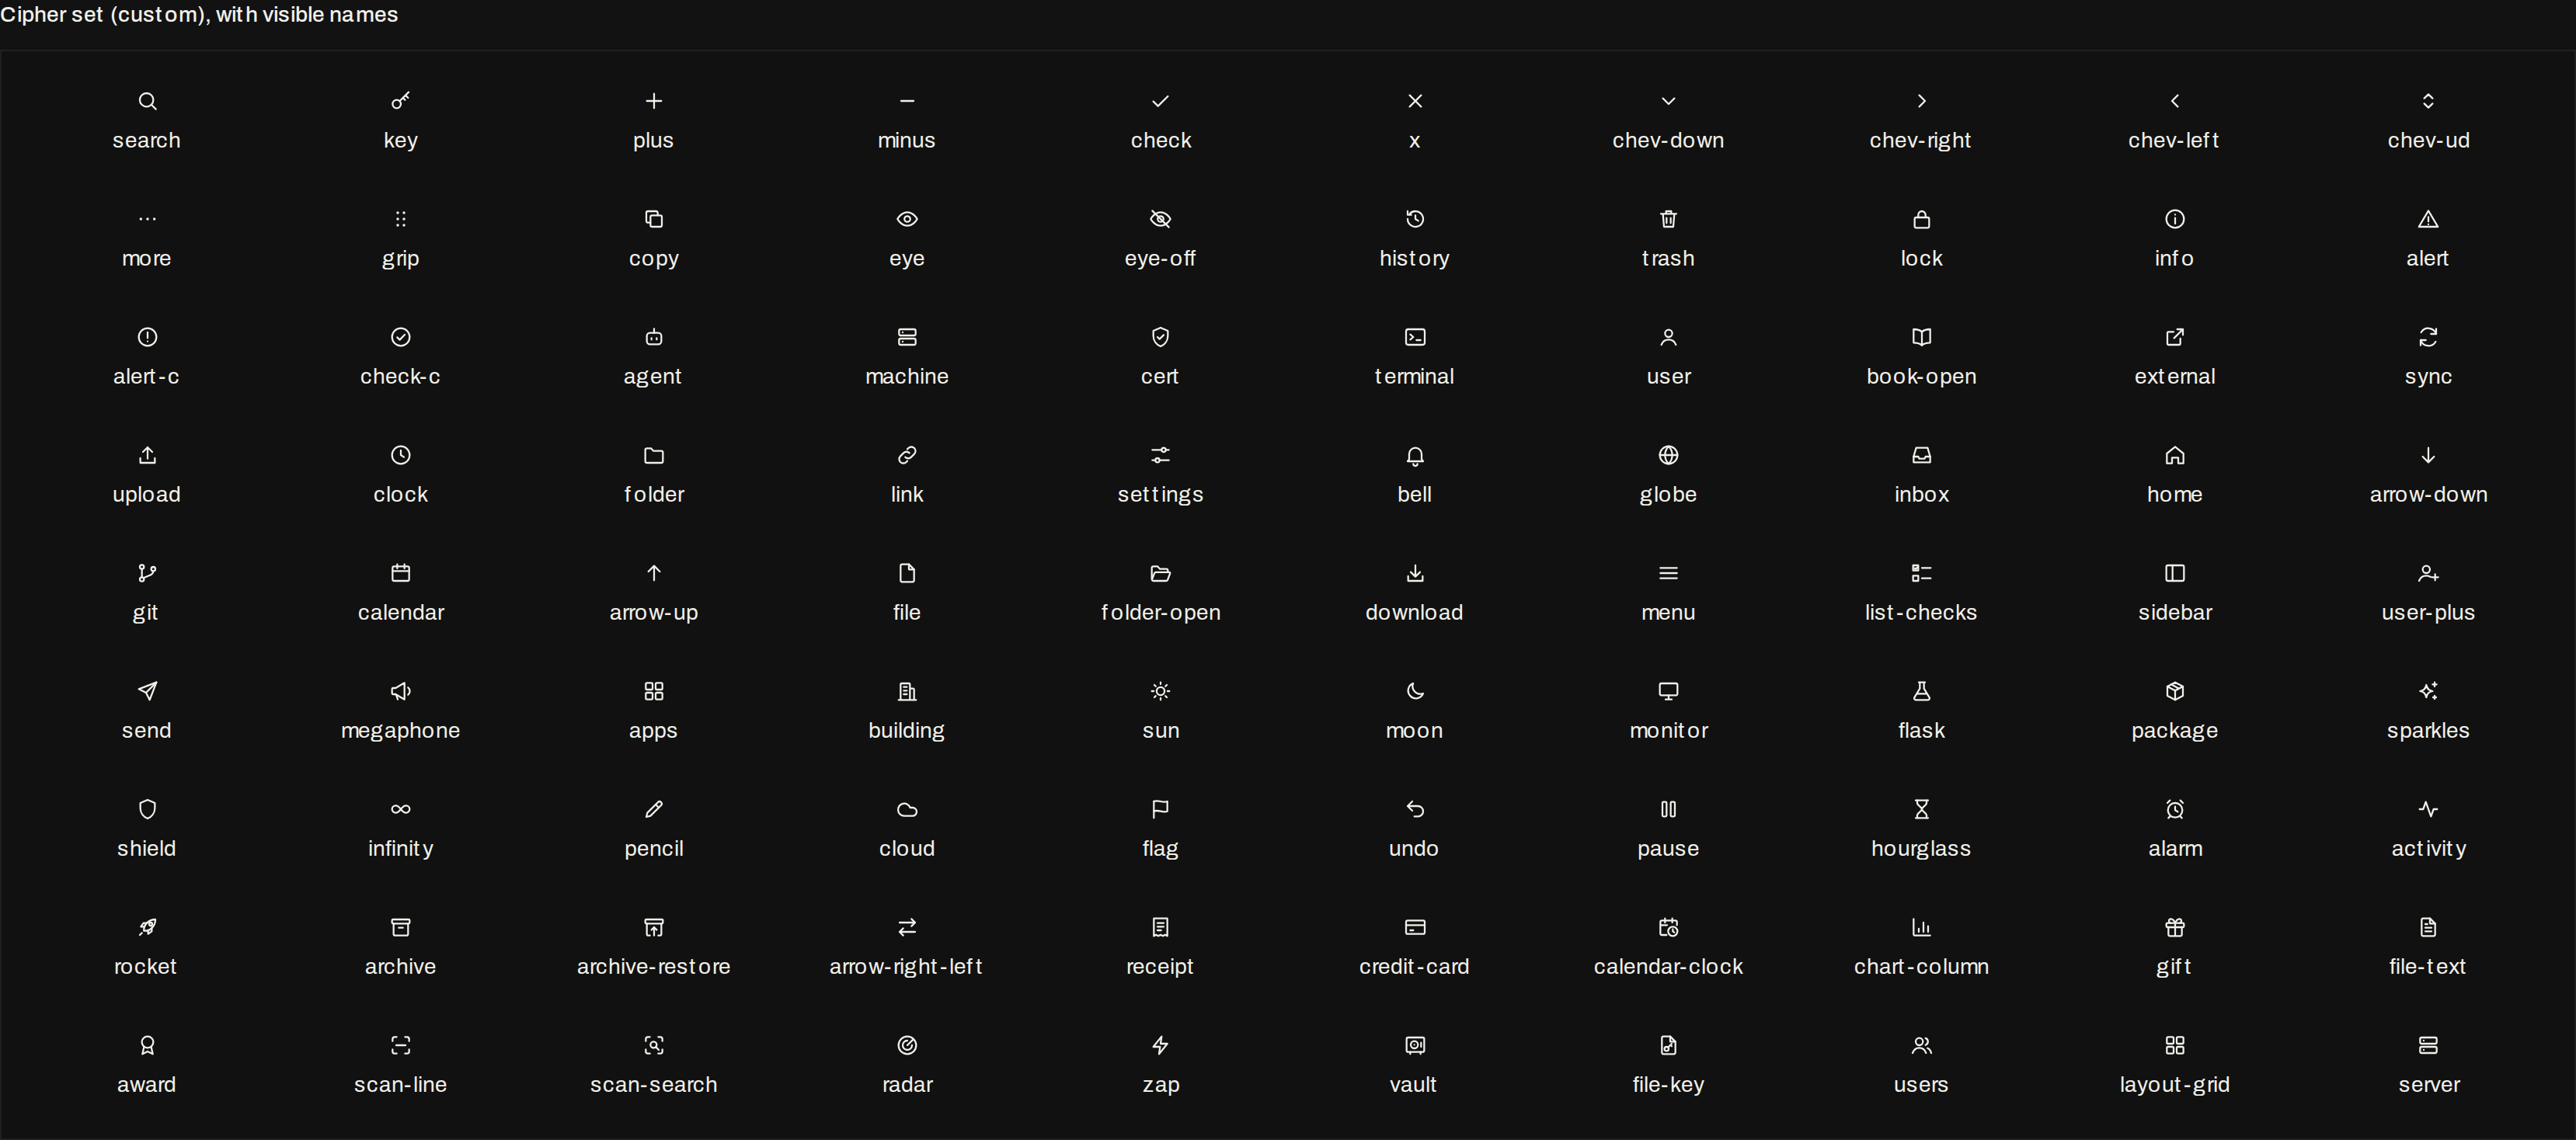 Cipher set (custom), with visible names
search key plus minus check x chev-down chev-right chev-left chev-ud
more grip copy eye eye-off history trash lock info alert
alert-c check-c agent machine cert terminal user book-open external sync
upload clock folder link settings bell globe inbox home arrow-down
git calendar arrow-up file folder-open download menu list-checks sidebar user-plus
send megaphone apps building sun moon monitor flask package sparkles
shield infinity pencil cloud flag undo pause hourglass alarm activity
rocket archive archive-restore arrow-right-left receipt credit-card calendar-clock chart-column gift file-text
award scan-line scan-search radar zap vault file-key users layout-grid server